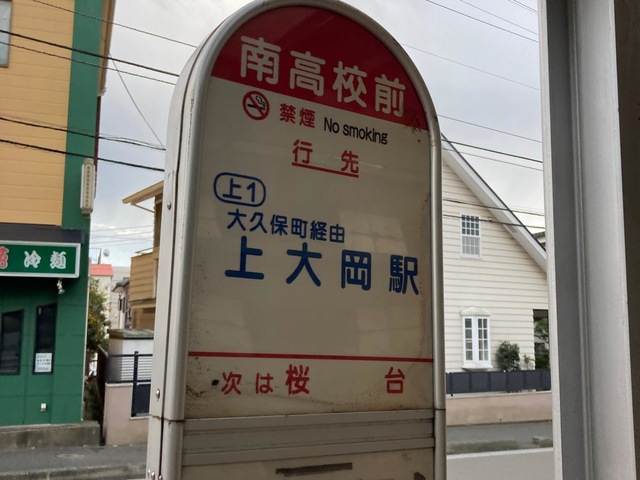 南高校前
禁煙 No smoking
行先
上1
大久保町経由
上大岡駅
次は 桜台
冷麺